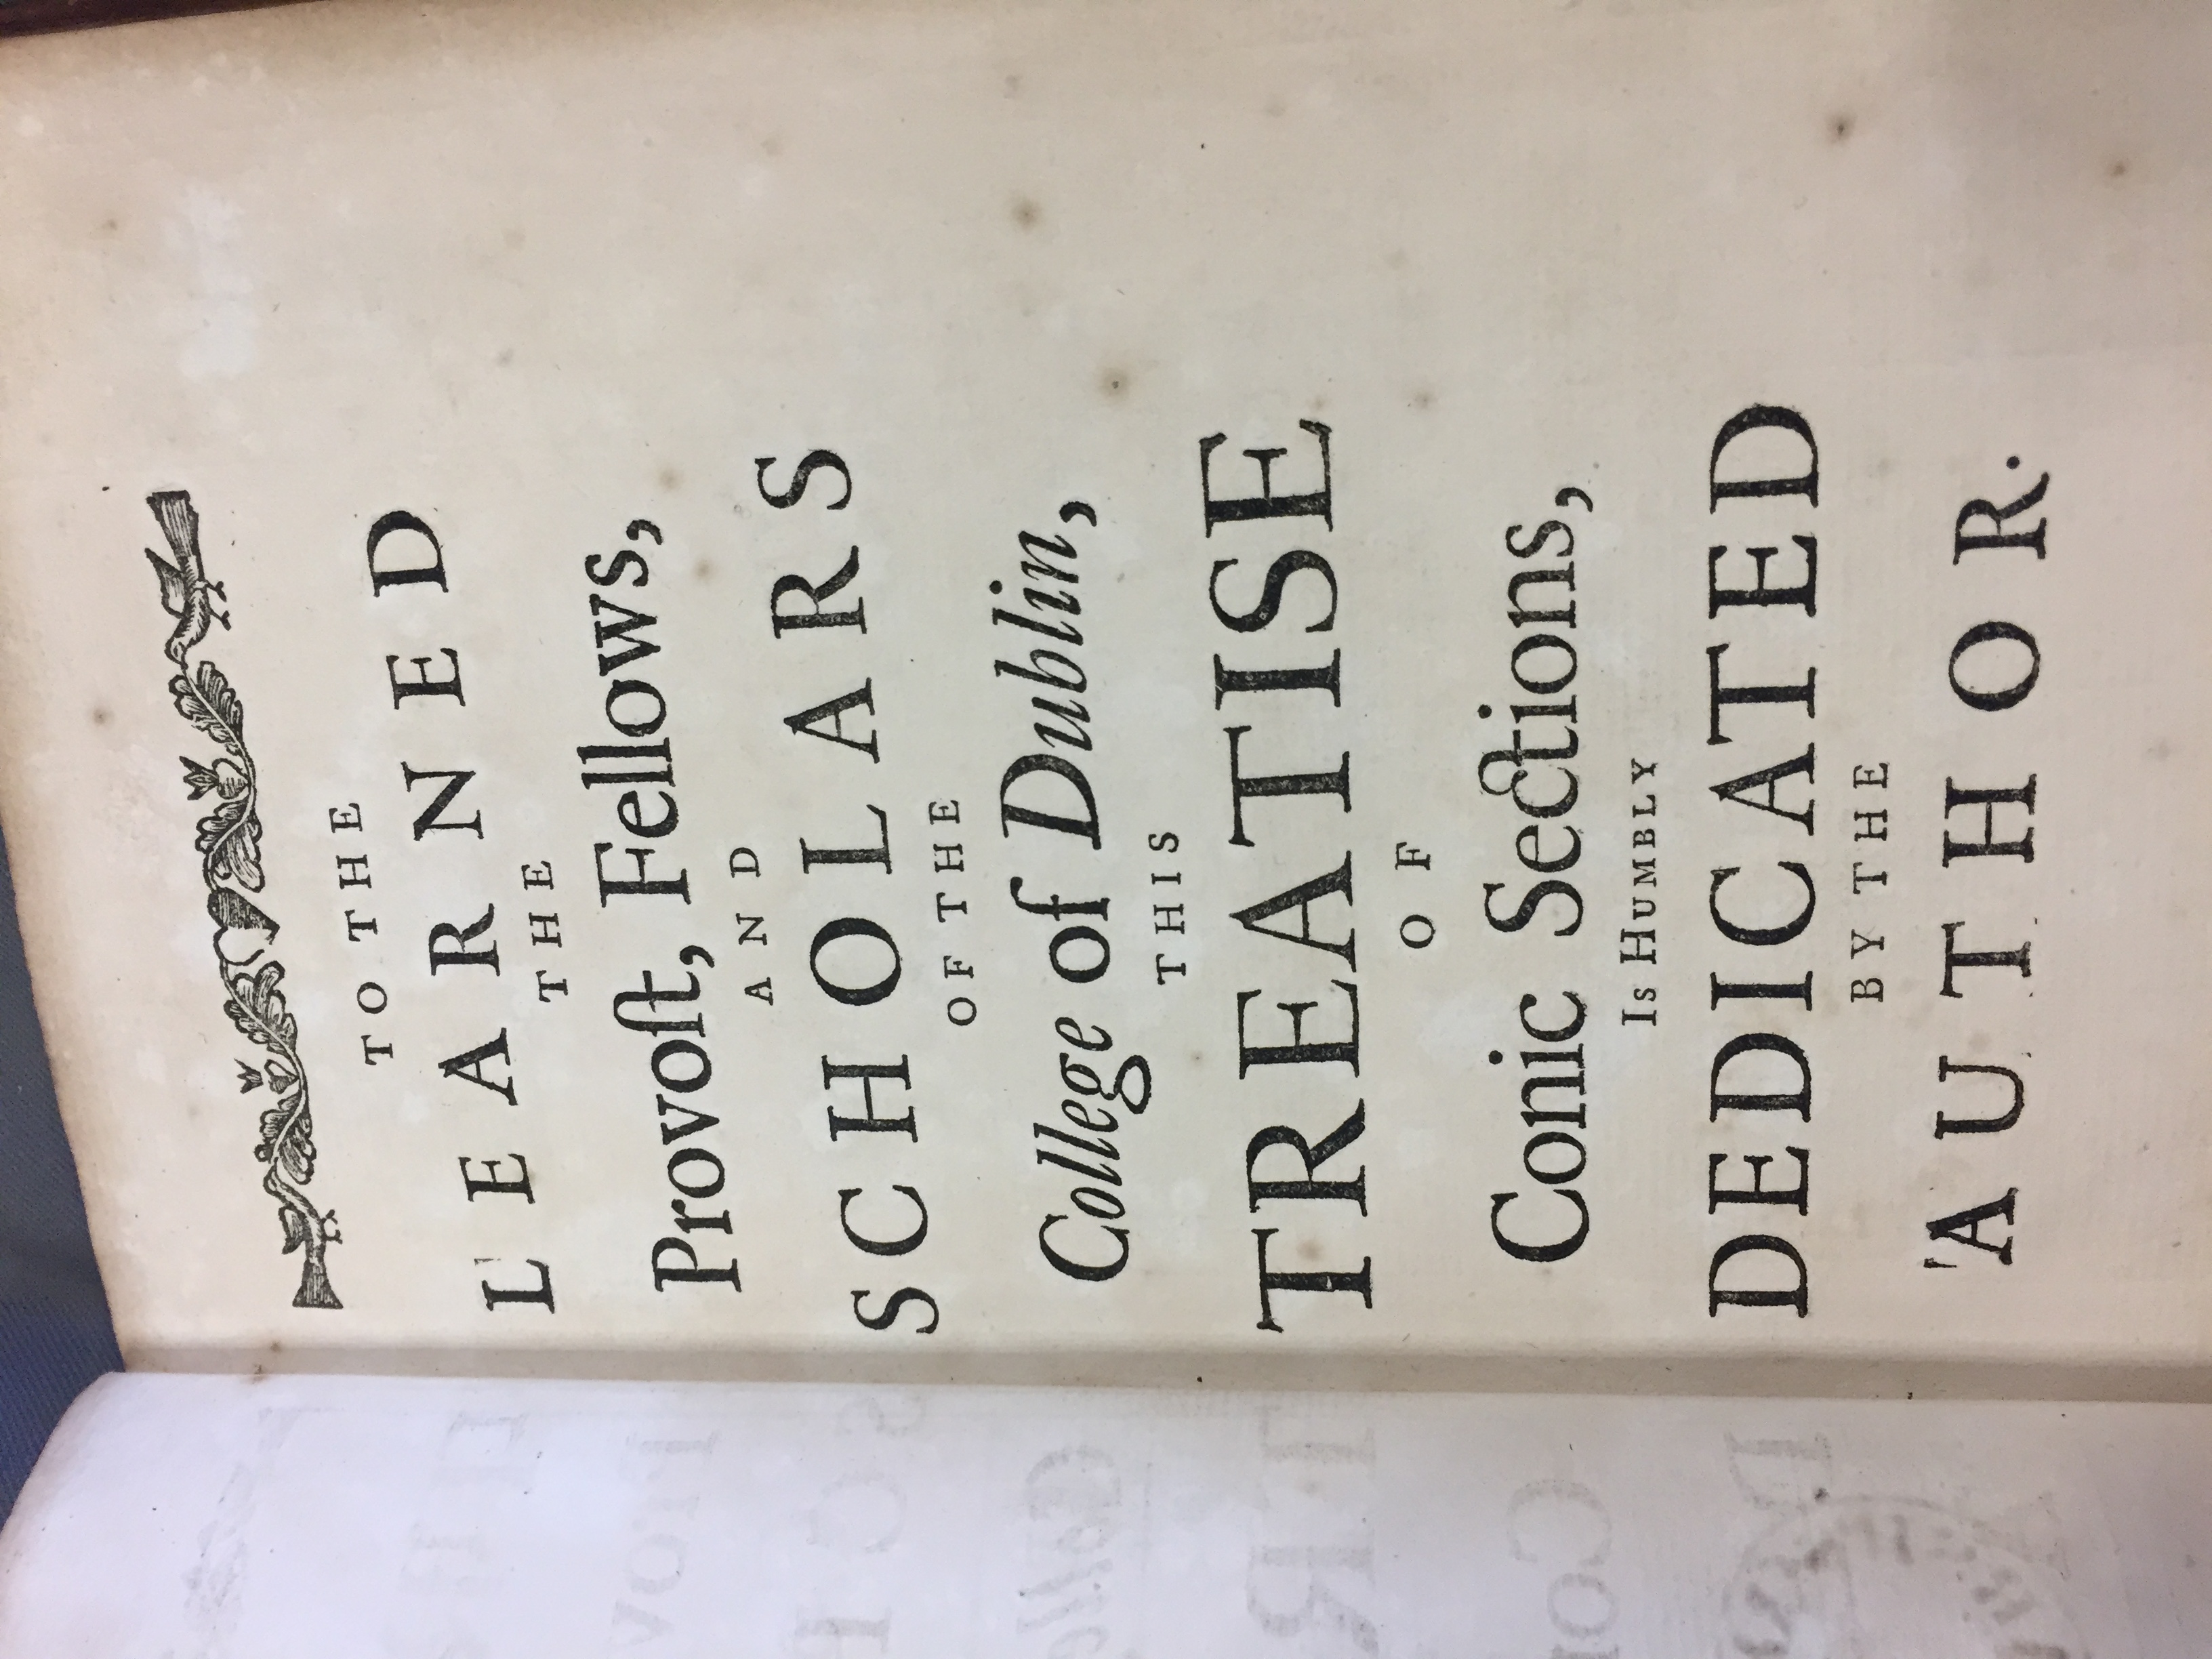 TO THE
LEARNED
THE
Provoſt, Fellows,
AND
SCHOLARS
OF THE
College of Dublin,
THIS
TREATISE
OF
Conic Sections,
Is HUMBLY
DEDICATED
BY THE
AUTHOR.